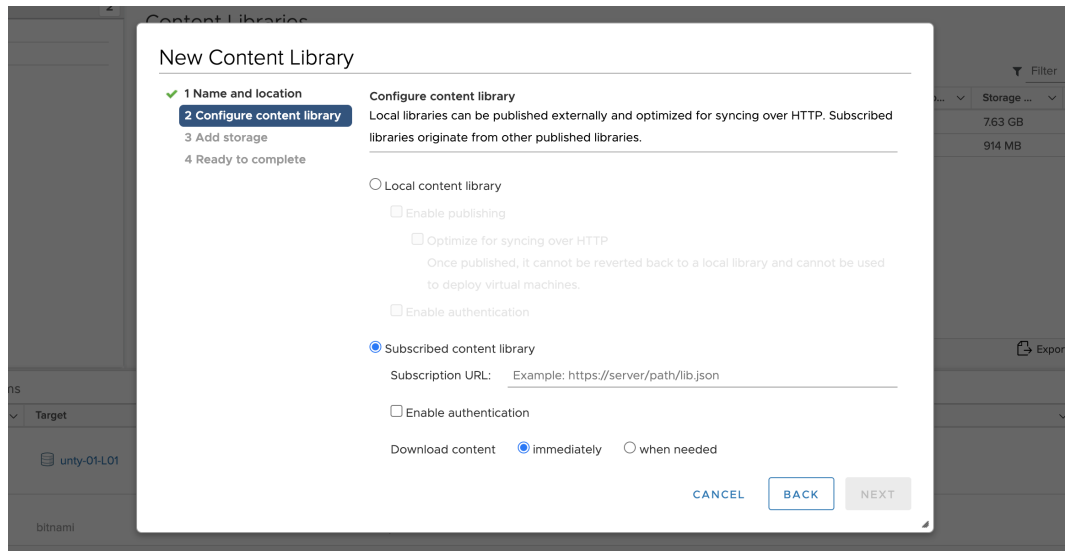 2
Content Libraries
New Content Library
Filter
1 Name and location
2 Configure content library
3 Add storage
4 Ready to complete
Configure content library
Local libraries can be published externally and optimized for syncing over HTTP. Subscribed
libraries originate from other published libraries.
Storage ...
7.63 GB
914 MB
Local content library
Enable publishing
Optimize for syncing over HTTP
Once published, it cannot be reverted back to a local library and cannot be used
to deploy virtual machines.
Enable authentication
Subscribed content library
Expor
Subscription URL: Example: https://server/path/lib.json
ns
Target
Enable authentication
Download content immediately when needed
unty-01-L01
CANCEL BACK NEXT
bitnami